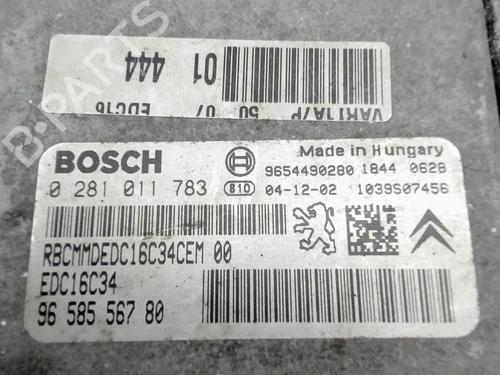 444 01
EDC16 50 07 VAR11A7P
BOSCH
Made in Hungary
9654490280 1844 0628
0 281 011 783 810 04-12-02 1039S07456
RBCMMDEDC16C34CEM 00
EDC16C34
96 585 567 80
B-PARTS